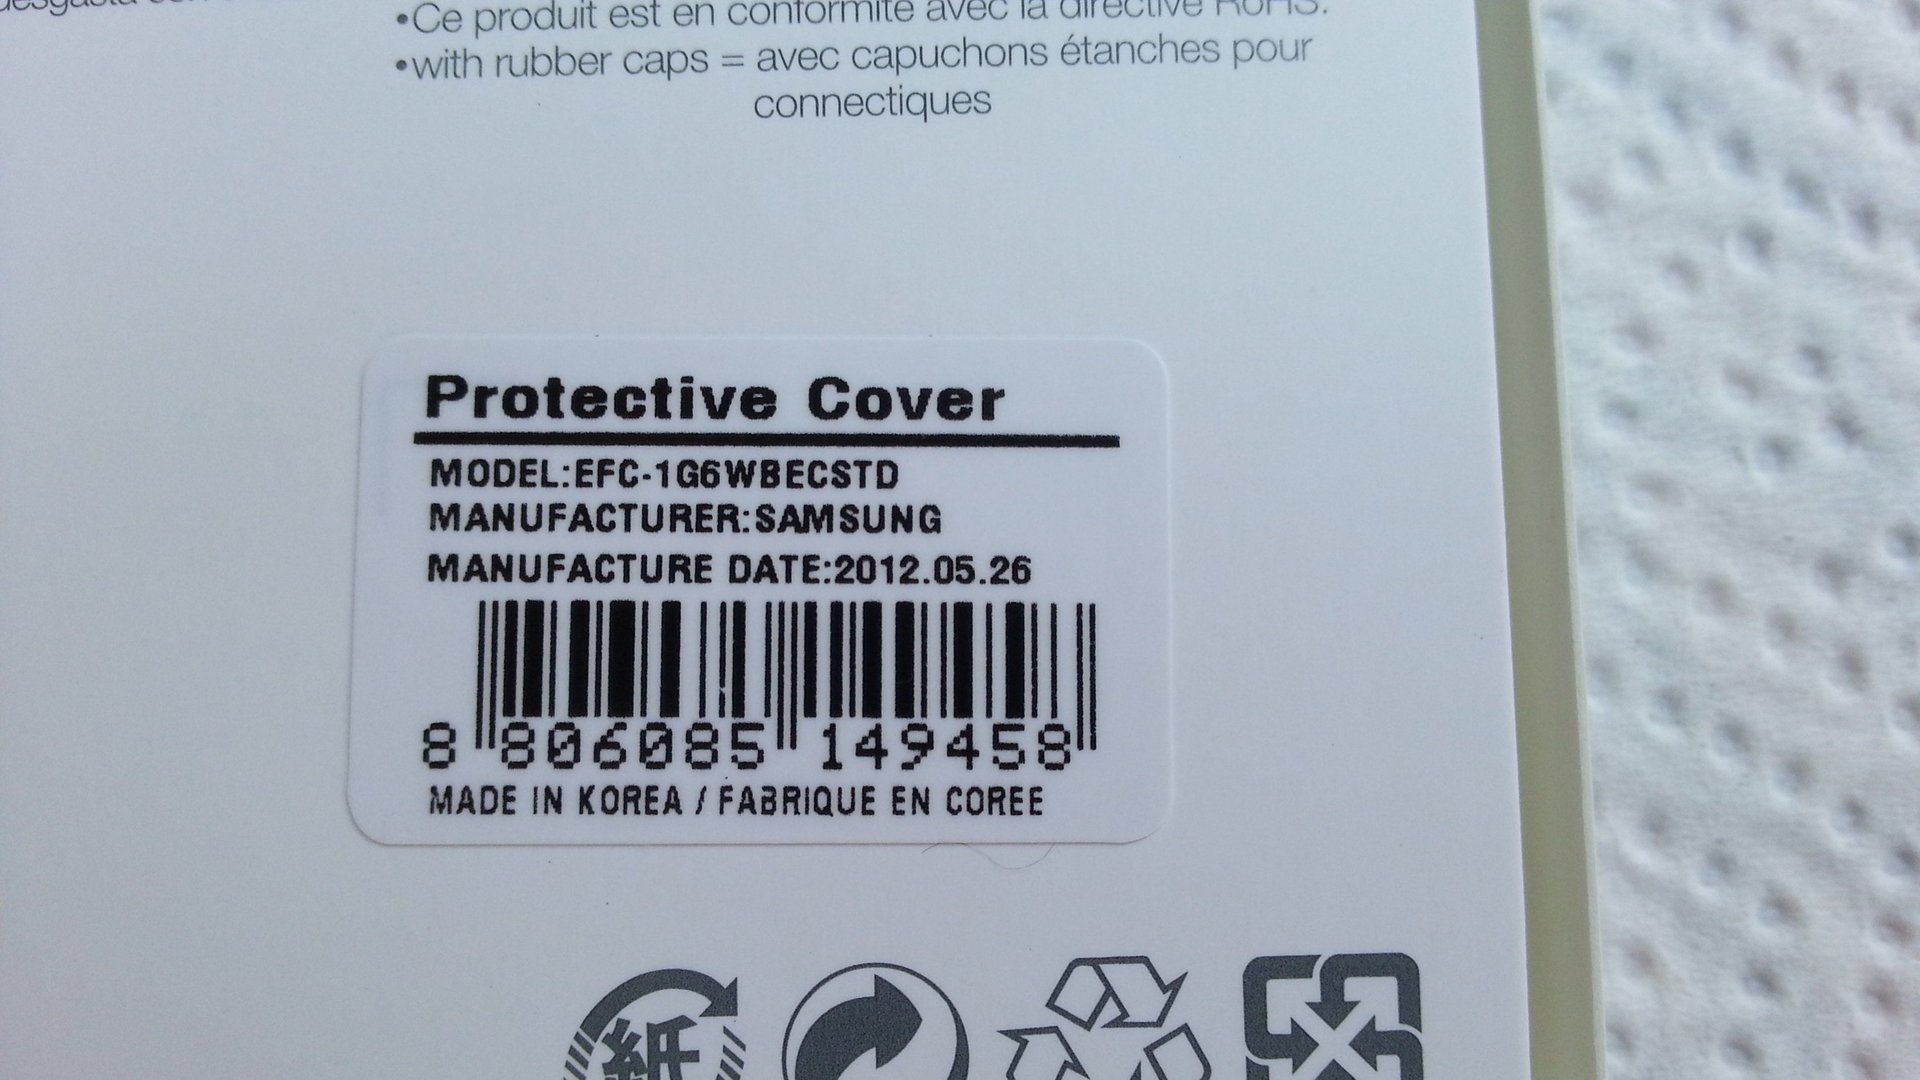 •Ce produit est en conformité avec la directive RoHS.
•with rubber caps = avec capuchons étanches pour
connectiques
Protective Cover
MODEL:EFC-1G6WBECSTD
MANUFACTURER:SAMSUNG
MANUFACTURE DATE:2012.05.26
8 806085 149458
MADE IN KOREA / FABRIQUE EN COREE
紙